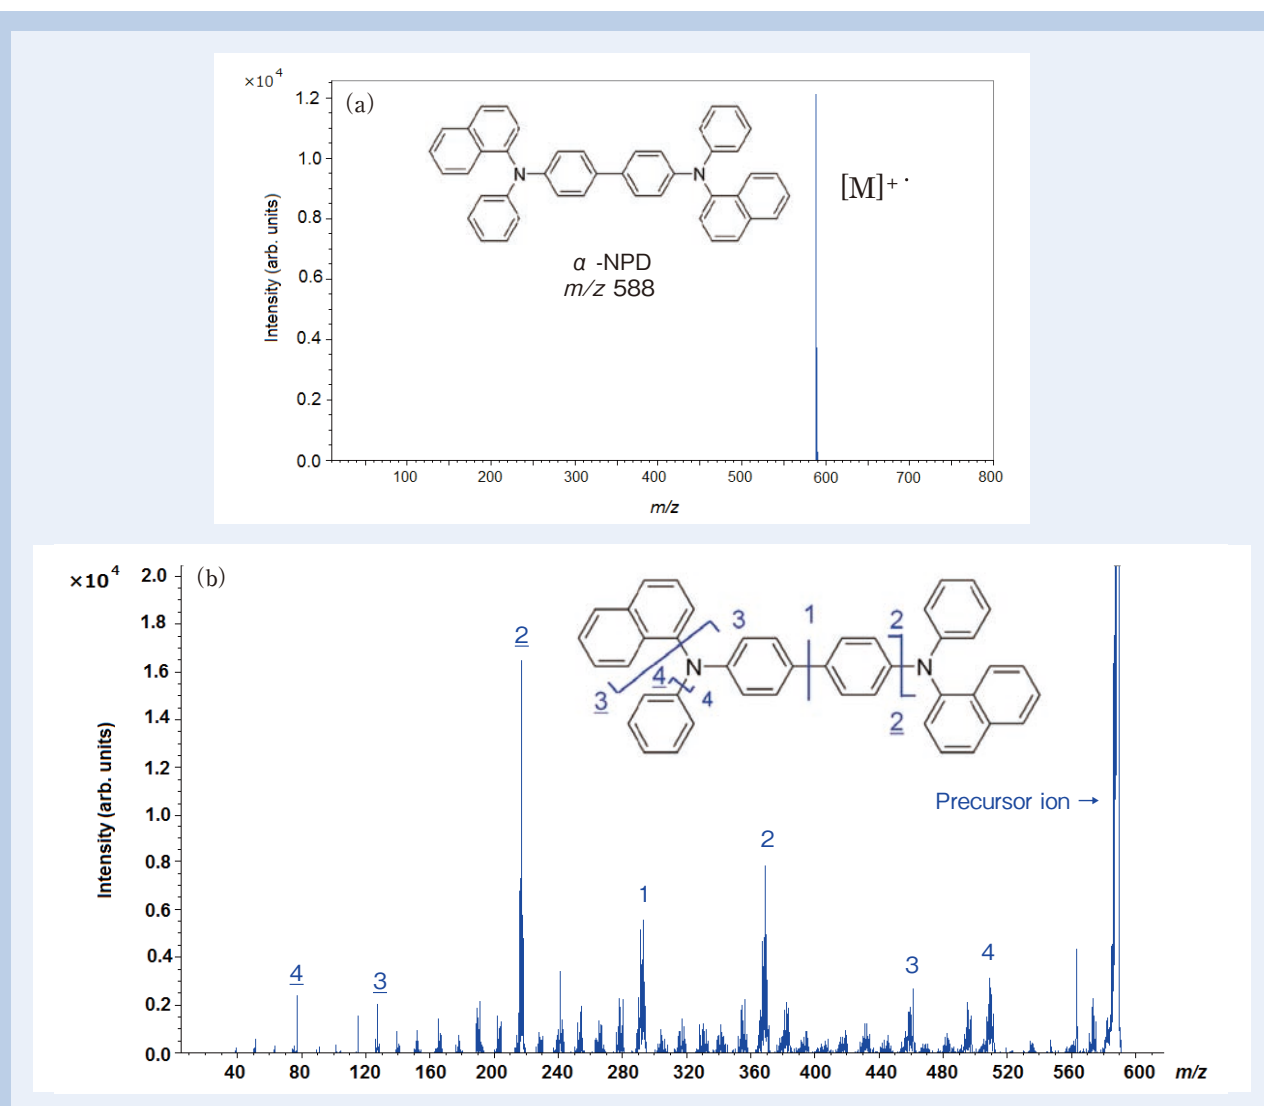 ×10⁴
(a)
1.2
1.0
0.8
0.6
0.4
0.2
0.0
Intensity (arb. units)
N
N
[M]⁺·
α -NPD
m/z 588
100 200 300 400 500 600 700 800
m/z
×10⁴
(b)
2.0
1.8
1.6
1.4
1.2
1.0
0.8
0.6
0.4
0.2
0.0
Intensity (arb. units)
3 1 2
N
N
4
3 4 2
2
Precursor ion →
2
1
3 4
4 3
40 80 120 160 200 240 280 320 360 400 440 480 520 560 600 m/z